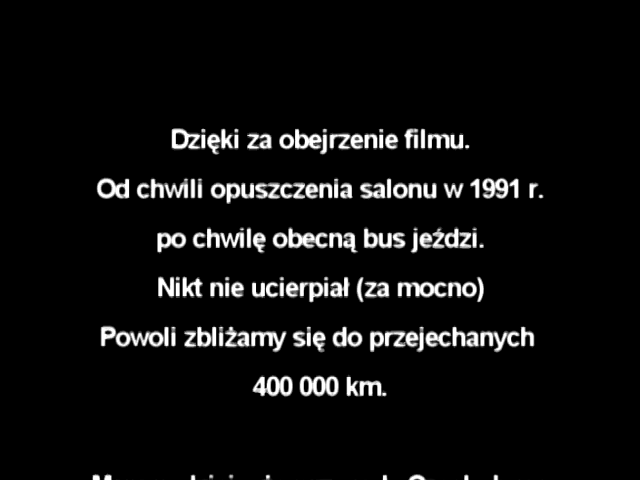 Dzięki za obejrzenie filmu.
Od chwili opuszczenia salonu w 1991 r.
po chwilę obecną bus jeździ.
Nikt nie ucierpiał (za mocno)
Powoli zbliżamy się do przejechanych
400 000 km.